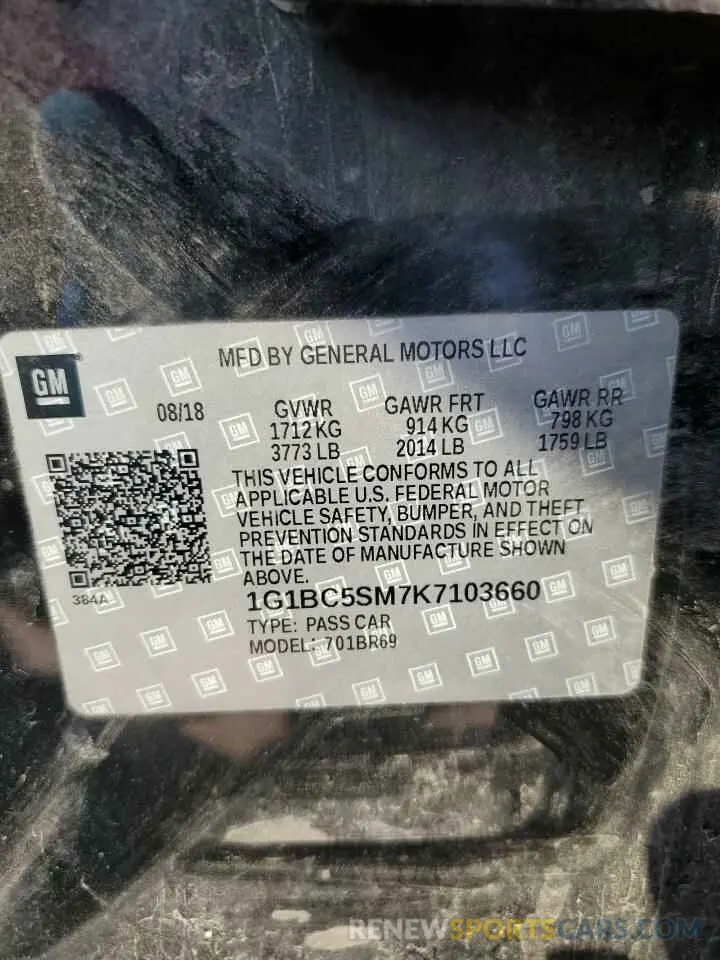 MFD BY GENERAL MOTORS LLC
GM
08/18
GVWR GAWR FRT GAWR RR
1712 KG 914 KG 798 KG
3773 LB 2014 LB 1759 LB
THIS VEHICLE CONFORMS TO ALL
APPLICABLE U.S. FEDERAL MOTOR
VEHICLE SAFETY, BUMPER, AND THEFT
PREVENTION STANDARDS IN EFFECT ON
THE DATE OF MANUFACTURE SHOWN
ABOVE.
384A
1G1BC5SM7K7103660
TYPE: PASS CAR
MODEL: 701BR69
RENEWSPORTSCARS.COM